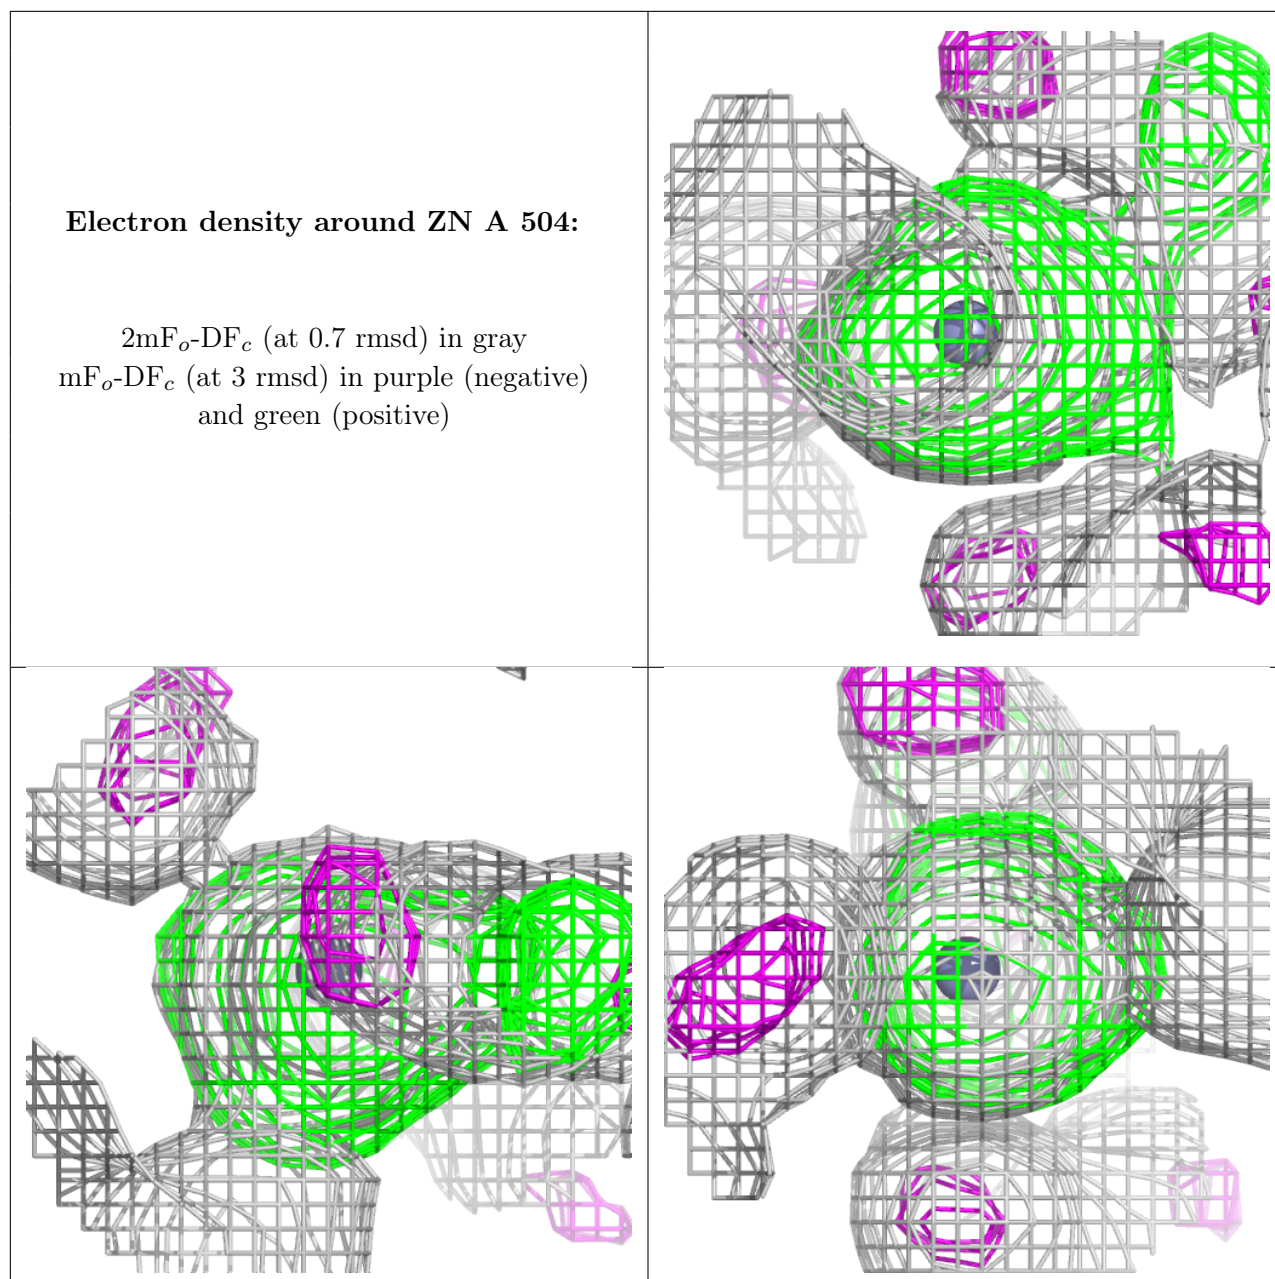 Electron density around ZN A 504:
2mFo-DFc (at 0.7 rmsd) in gray
mFo-DFc (at 3 rmsd) in purple (negative)
and green (positive)